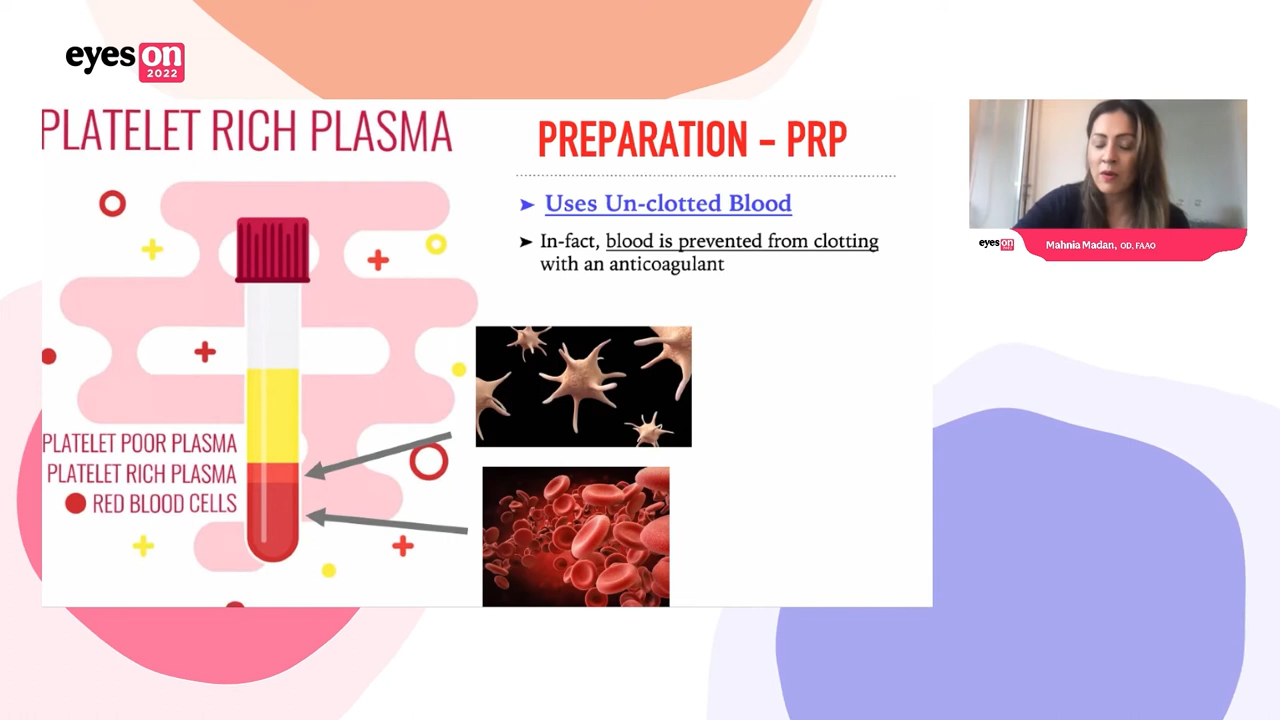 eyes on
2022
PLATELET RICH PLASMA
PREPARATION – PRP
➤ Uses Un-clotted Blood
➤ In-fact, blood is prevented from clotting
with an anticoagulant
PLATELET POOR PLASMA
PLATELET RICH PLASMA
RED BLOOD CELLS
eyes on
Mahnia Madan, OD, FAAO